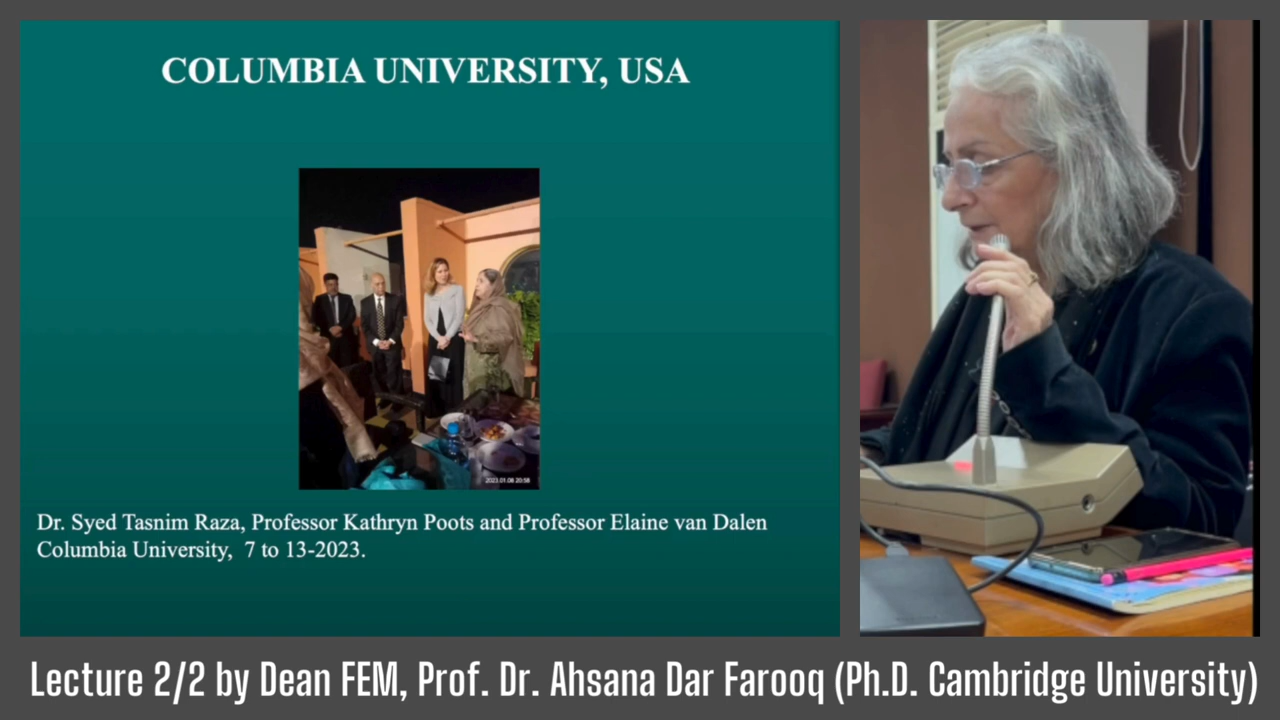 COLUMBIA UNIVERSITY, USA
2023.01.08 20:58
Dr. Syed Tasnim Raza, Professor Kathryn Poots and Professor Elaine van Dalen
Columbia University, 7 to 13-2023.
Lecture 2/2 by Dean FEM, Prof. Dr. Ahsana Dar Farooq (Ph.D. Cambridge University)